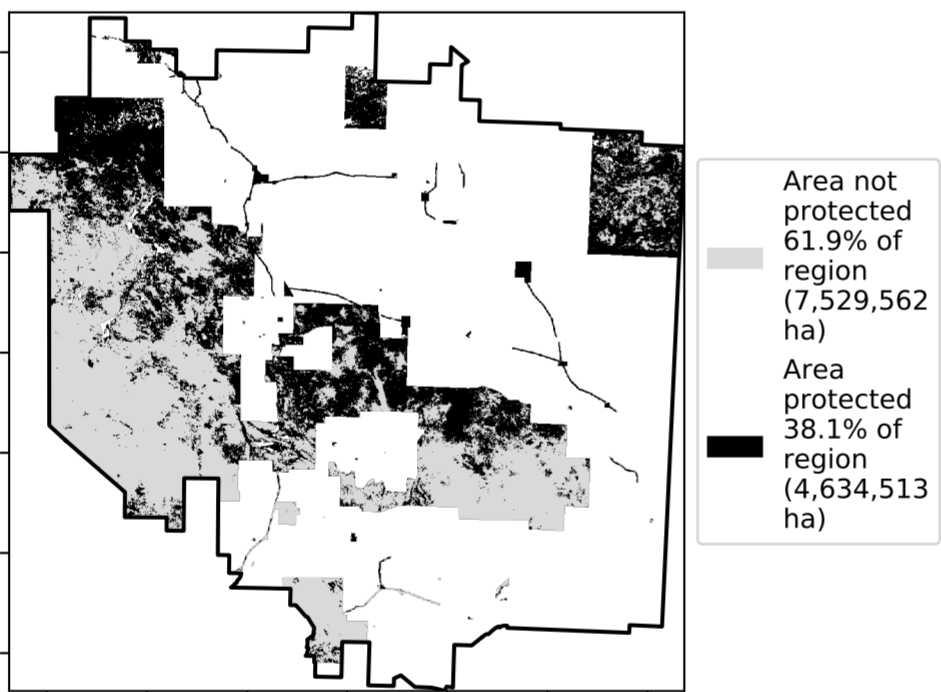 Area not
protected
61.9% of
region
(7,529,562
ha)
Area
protected
38.1% of
region
(4,634,513
ha)